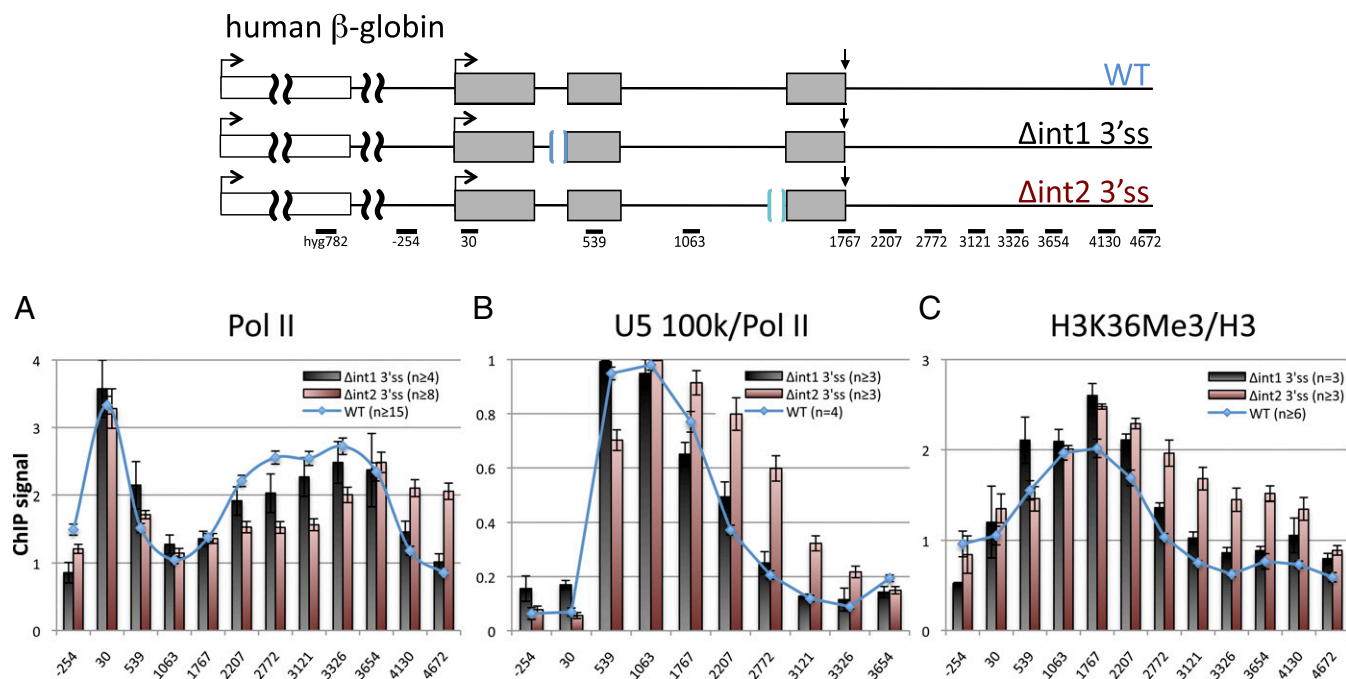 human β-globin
WT
Δint1 3'ss
Δint2 3'ss
hyg782 -254 30 539 1063 1767 2207 2772 3121 3326 3654 4130 4672
A Pol II
ChIP signal
4
3
2
1
0
Δint1 3'ss (n≥4)
Δint2 3'ss (n≥8)
WT (n≥15)
-254 30 539 1063 1767 2207 2772 3121 3326 3654 4130 4672
B U5 100k/Pol II
1
0.8
0.6
0.4
0.2
0
Δint1 3'ss (n≥3)
Δint2 3'ss (n≥3)
WT (n=4)
-254 30 539 1063 1767 2207 2772 3121 3326 3654
C H3K36Me3/H3
3
2
1
0
Δint1 3'ss (n=3)
Δint2 3'ss (n≥3)
WT (n≥6)
-254 30 539 1063 1767 2207 2772 3121 3326 3654 4130 4672